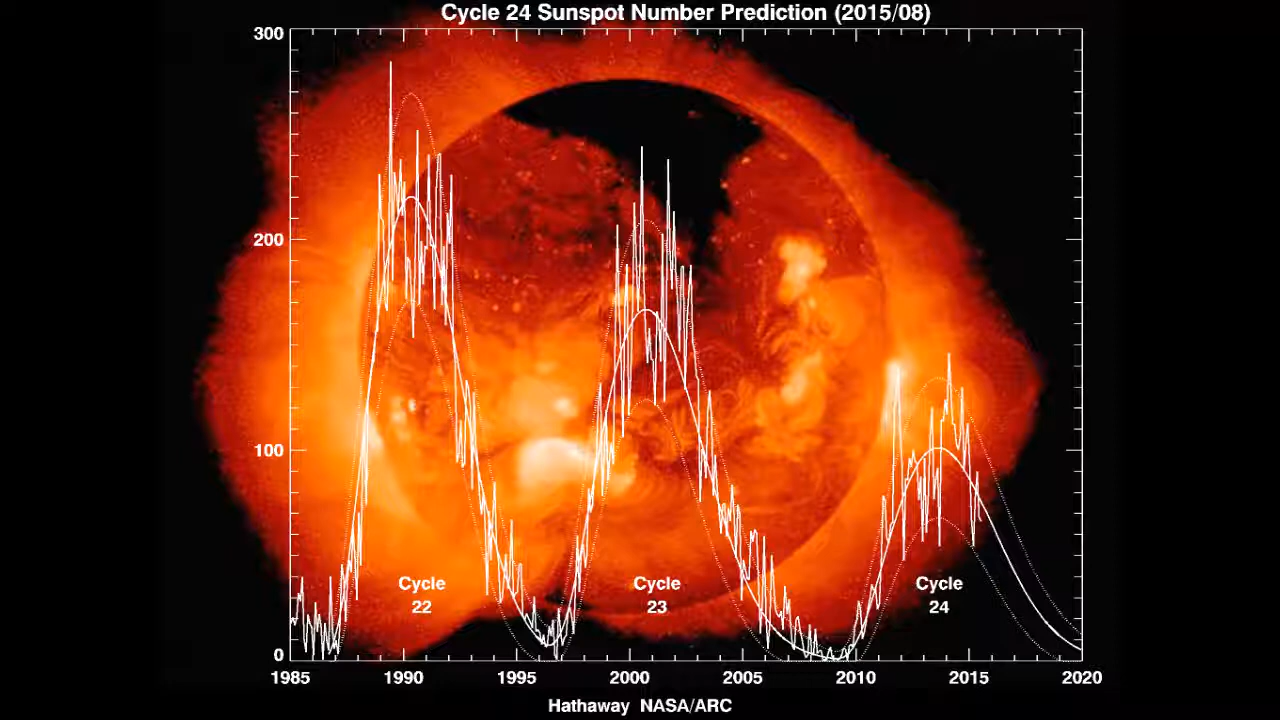 Cycle 24 Sunspot Number Prediction (2015/08)
300
200
100
0
Cycle
22
Cycle
23
Cycle
24
1985 1990 1995 2000 2005 2010 2015 2020
Hathaway NASA/ARC